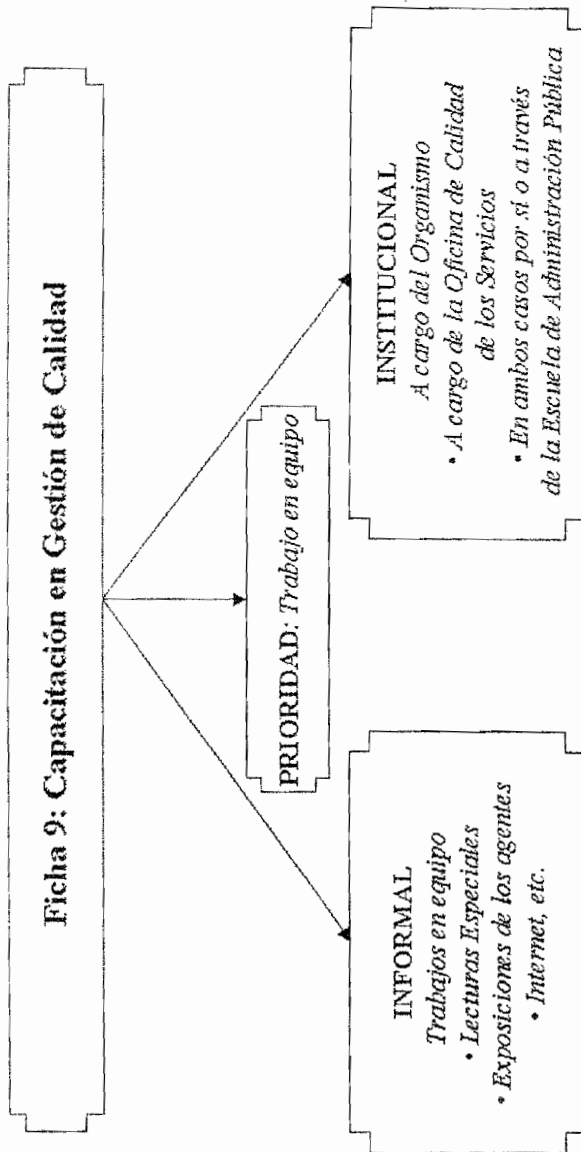 Ficha 9: Capacitación en Gestión de Calidad
PRIORIDAD: Trabajo en equipo
INFORMAL
Trabajos en equipo
• Lecturas Especiales
• Exposiciones de los agentes
• Internet, etc.
INSTITUCIONAL
A cargo del Organismo
• A cargo de la Oficina de Calidad
de los Servicios
• En ambos casos por sí o a través
de la Escuela de Administración Pública